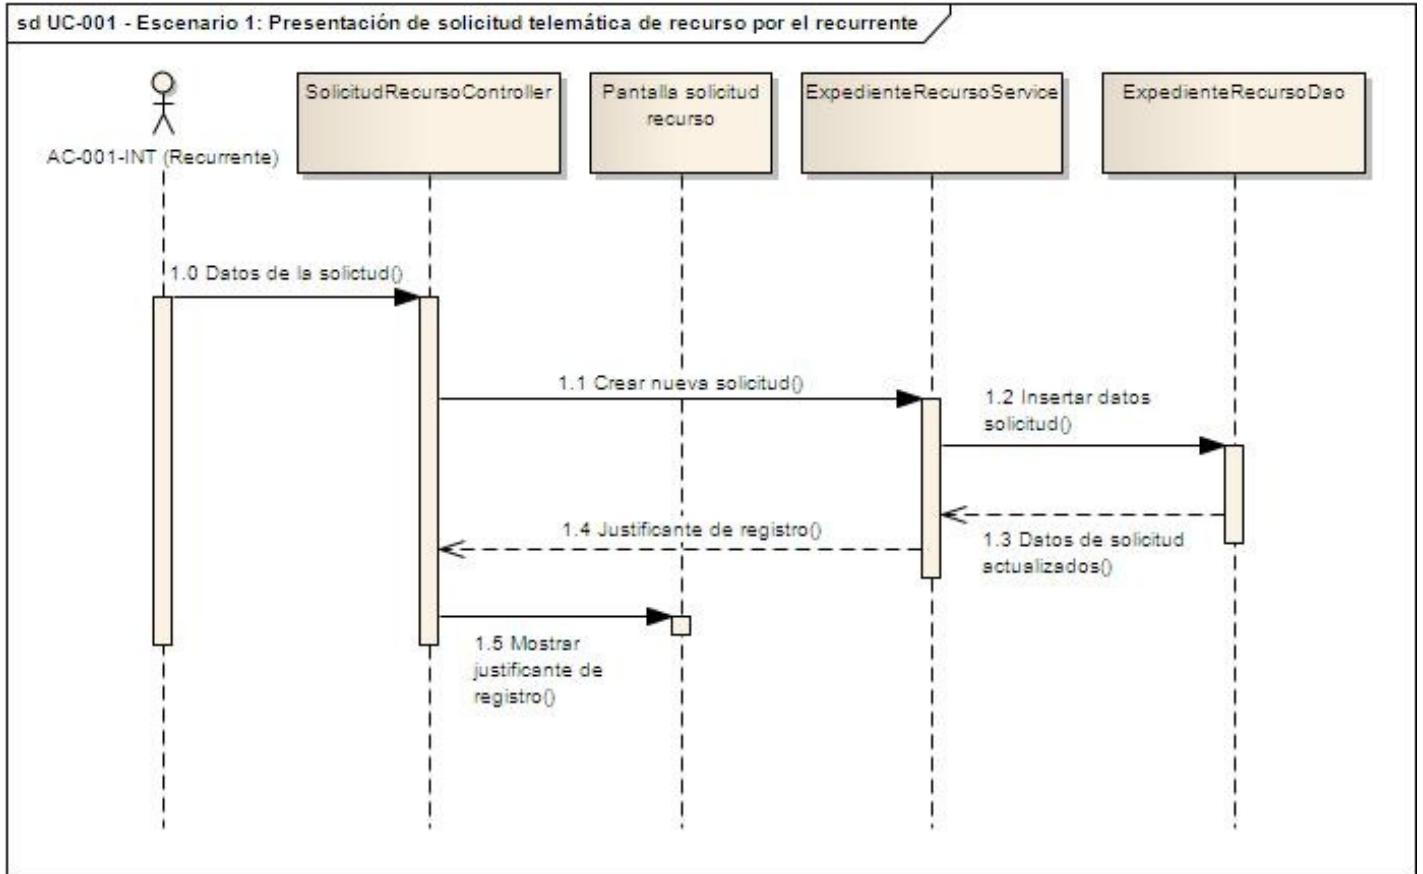 sd UC-001 - Escenario 1: Presentación de solicitud telemática de recurso por el recurrente
AC-001-INT (Recurrente)
SolicitudRecursoController
Pantalla solicitud
recurso
ExpedienteRecursoService
ExpedienteRecursoDao
1.0 Datos de la solictud()
1.1 Crear nueva solicitud()
1.2 Insertar datos
solicitud()
1.3 Datos de solicitud
actualizados()
1.4 Justificante de registro()
1.5 Mostrar
justificante de
registro()